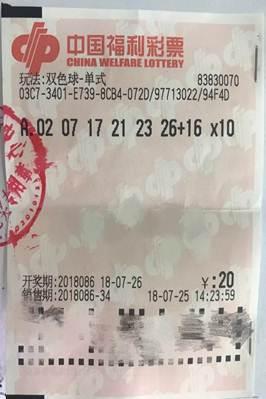 中国福利彩票
CHINA WELFARE LOTTERY
玩法:双色球-单式 83830070
03C7-3401-E739-8CB4-072D/97713022/94F4D
A.02 07 17 21 23 26+16 x10
开奖期:2018086 18-07-26 ¥:20
销售期:2018086-34 18-07-25 14:23:59